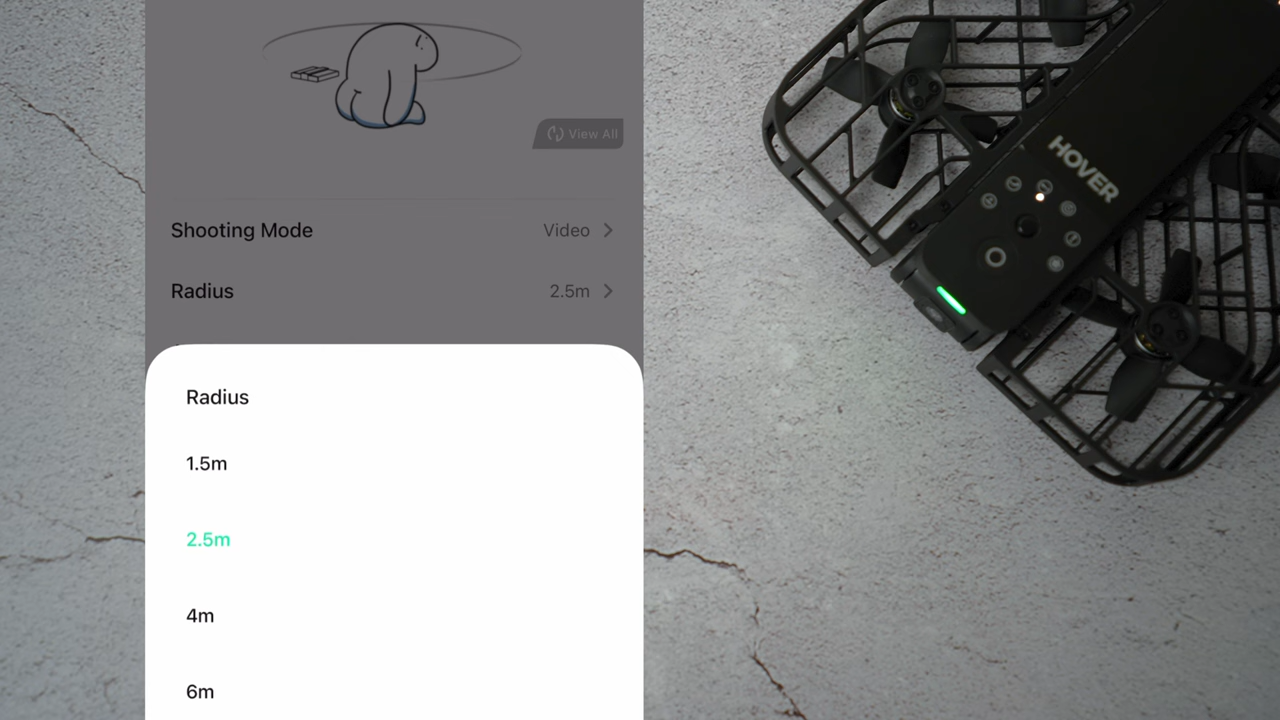 View All
Shooting Mode
Video
Radius
2.5m
Radius
1.5m
2.5m
4m
6m
HOVER